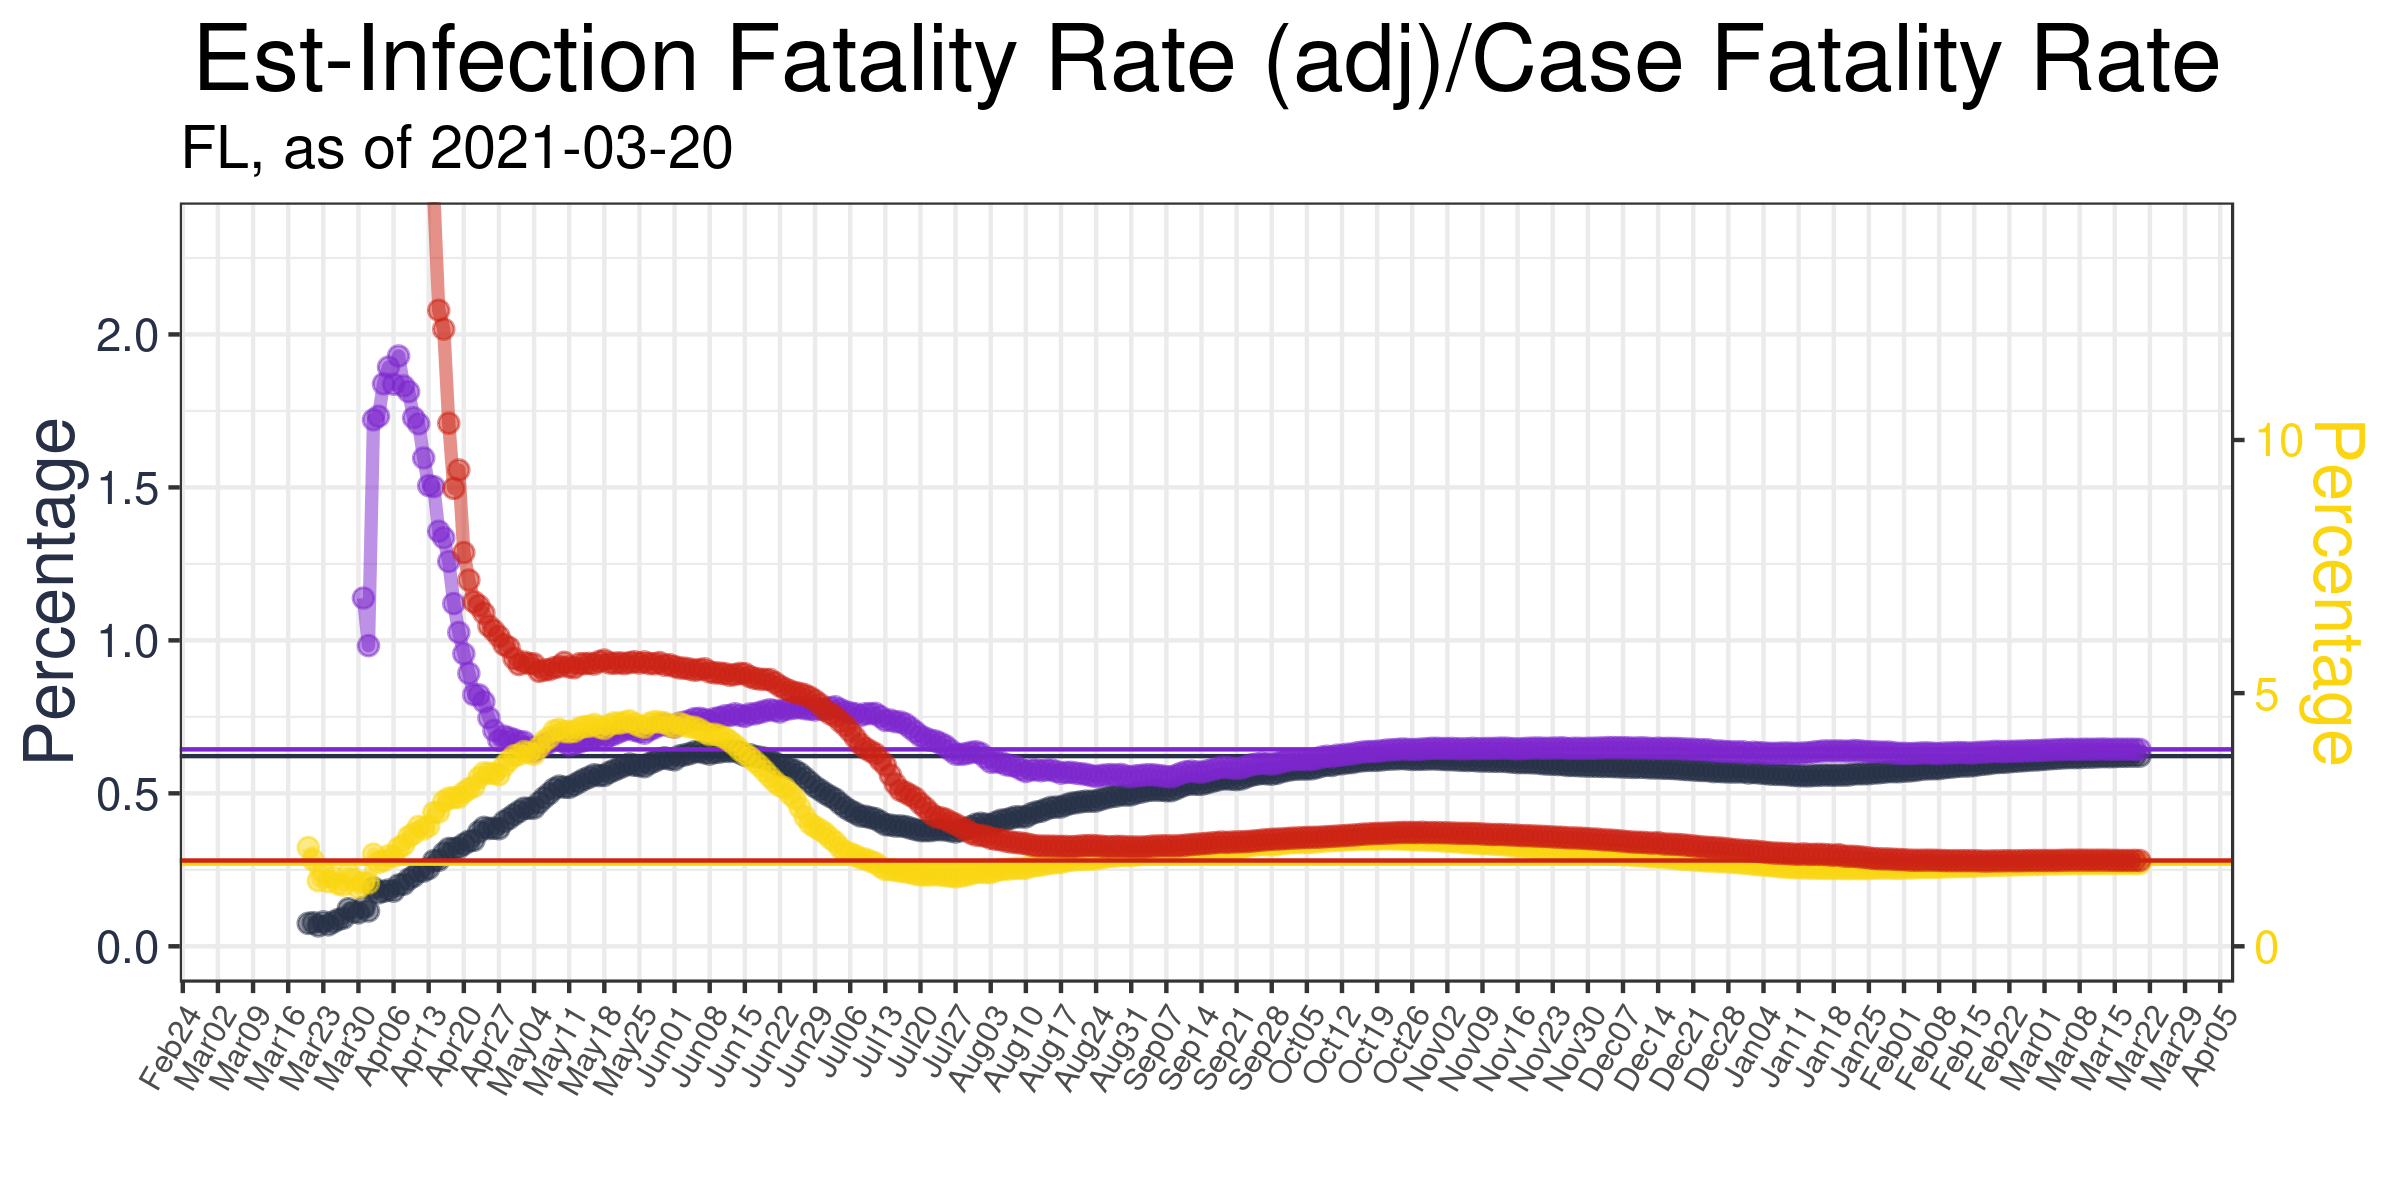 Est-Infection Fatality Rate (adj)/Case Fatality Rate
FL, as of 2021-03-20
Percentage
2.0
1.5
1.0
0.5
0.0
10
5
0
Percentage
Feb24
Mar02
Mar09
Mar16
Mar23
Mar30
Apr06
Apr13
Apr20
Apr27
May04
May11
May18
May25
Jun01
Jun08
Jun15
Jun22
Jun29
Jul06
Jul13
Jul20
Jul27
Aug03
Aug10
Aug17
Aug24
Aug31
Sep07
Sep14
Sep21
Sep28
Oct05
Oct12
Oct19
Oct26
Nov02
Nov09
Nov16
Nov23
Nov30
Dec07
Dec14
Dec21
Dec28
Jan04
Jan11
Jan18
Jan25
Feb01
Feb08
Feb15
Feb22
Mar01
Mar08
Mar15
Mar22
Mar29
Apr05